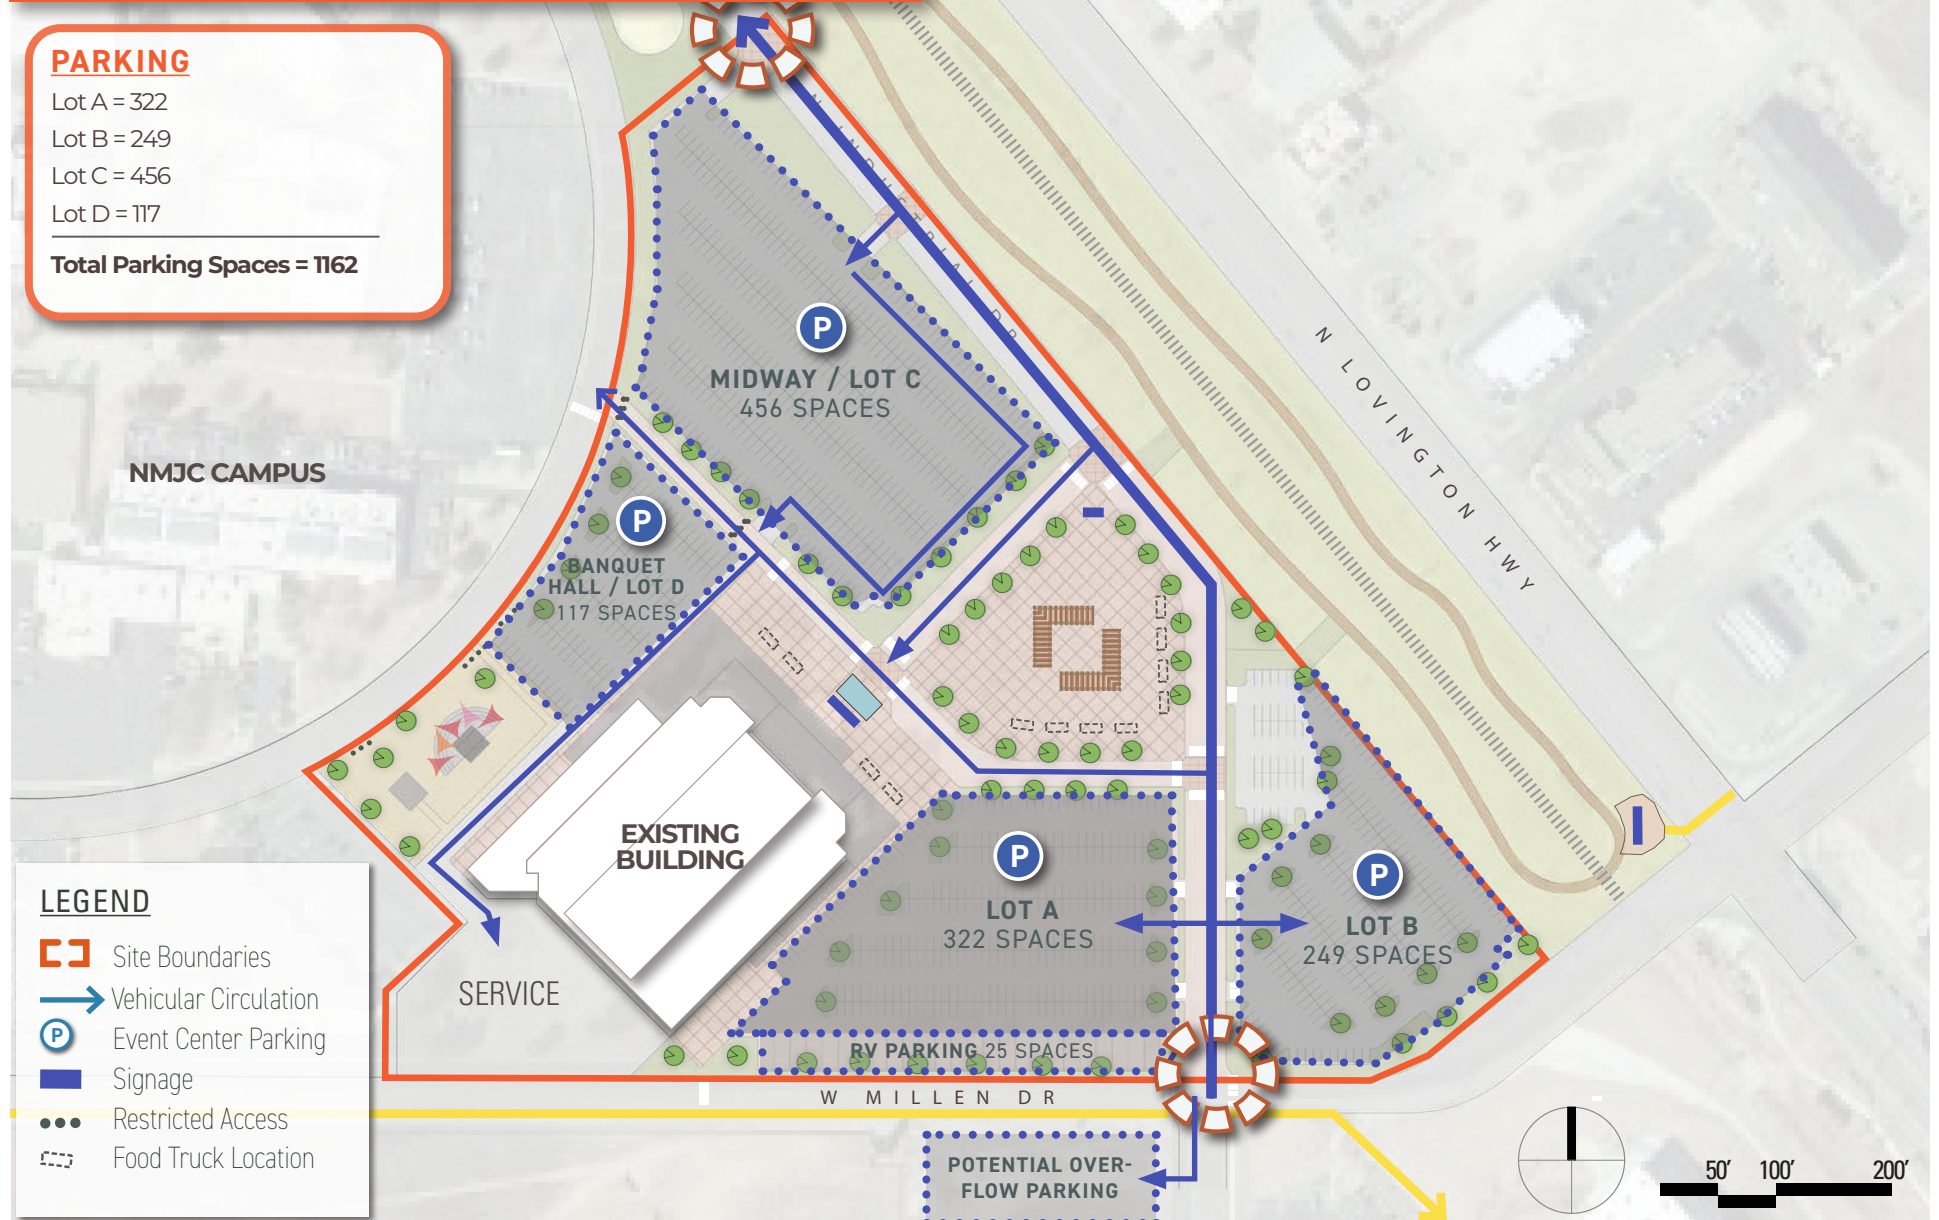 PARKING
Lot A = 322
Lot B = 249
Lot C = 456
Lot D = 117
Total Parking Spaces = 1162
N INDUSTRIAL DR
N LOVINGTON HWY
P
MIDWAY / LOT C
456 SPACES
NMJC CAMPUS
P
BANQUET
HALL / LOT D
117 SPACES
EXISTING
BUILDING
P
LOT A
322 SPACES
P
LOT B
249 SPACES
SERVICE
RV PARKING 25 SPACES
W MILLEN DR
POTENTIAL OVER-
FLOW PARKING
LEGEND
Site Boundaries
Vehicular Circulation
P Event Center Parking
Signage
Restricted Access
Food Truck Location
50' 100' 200'